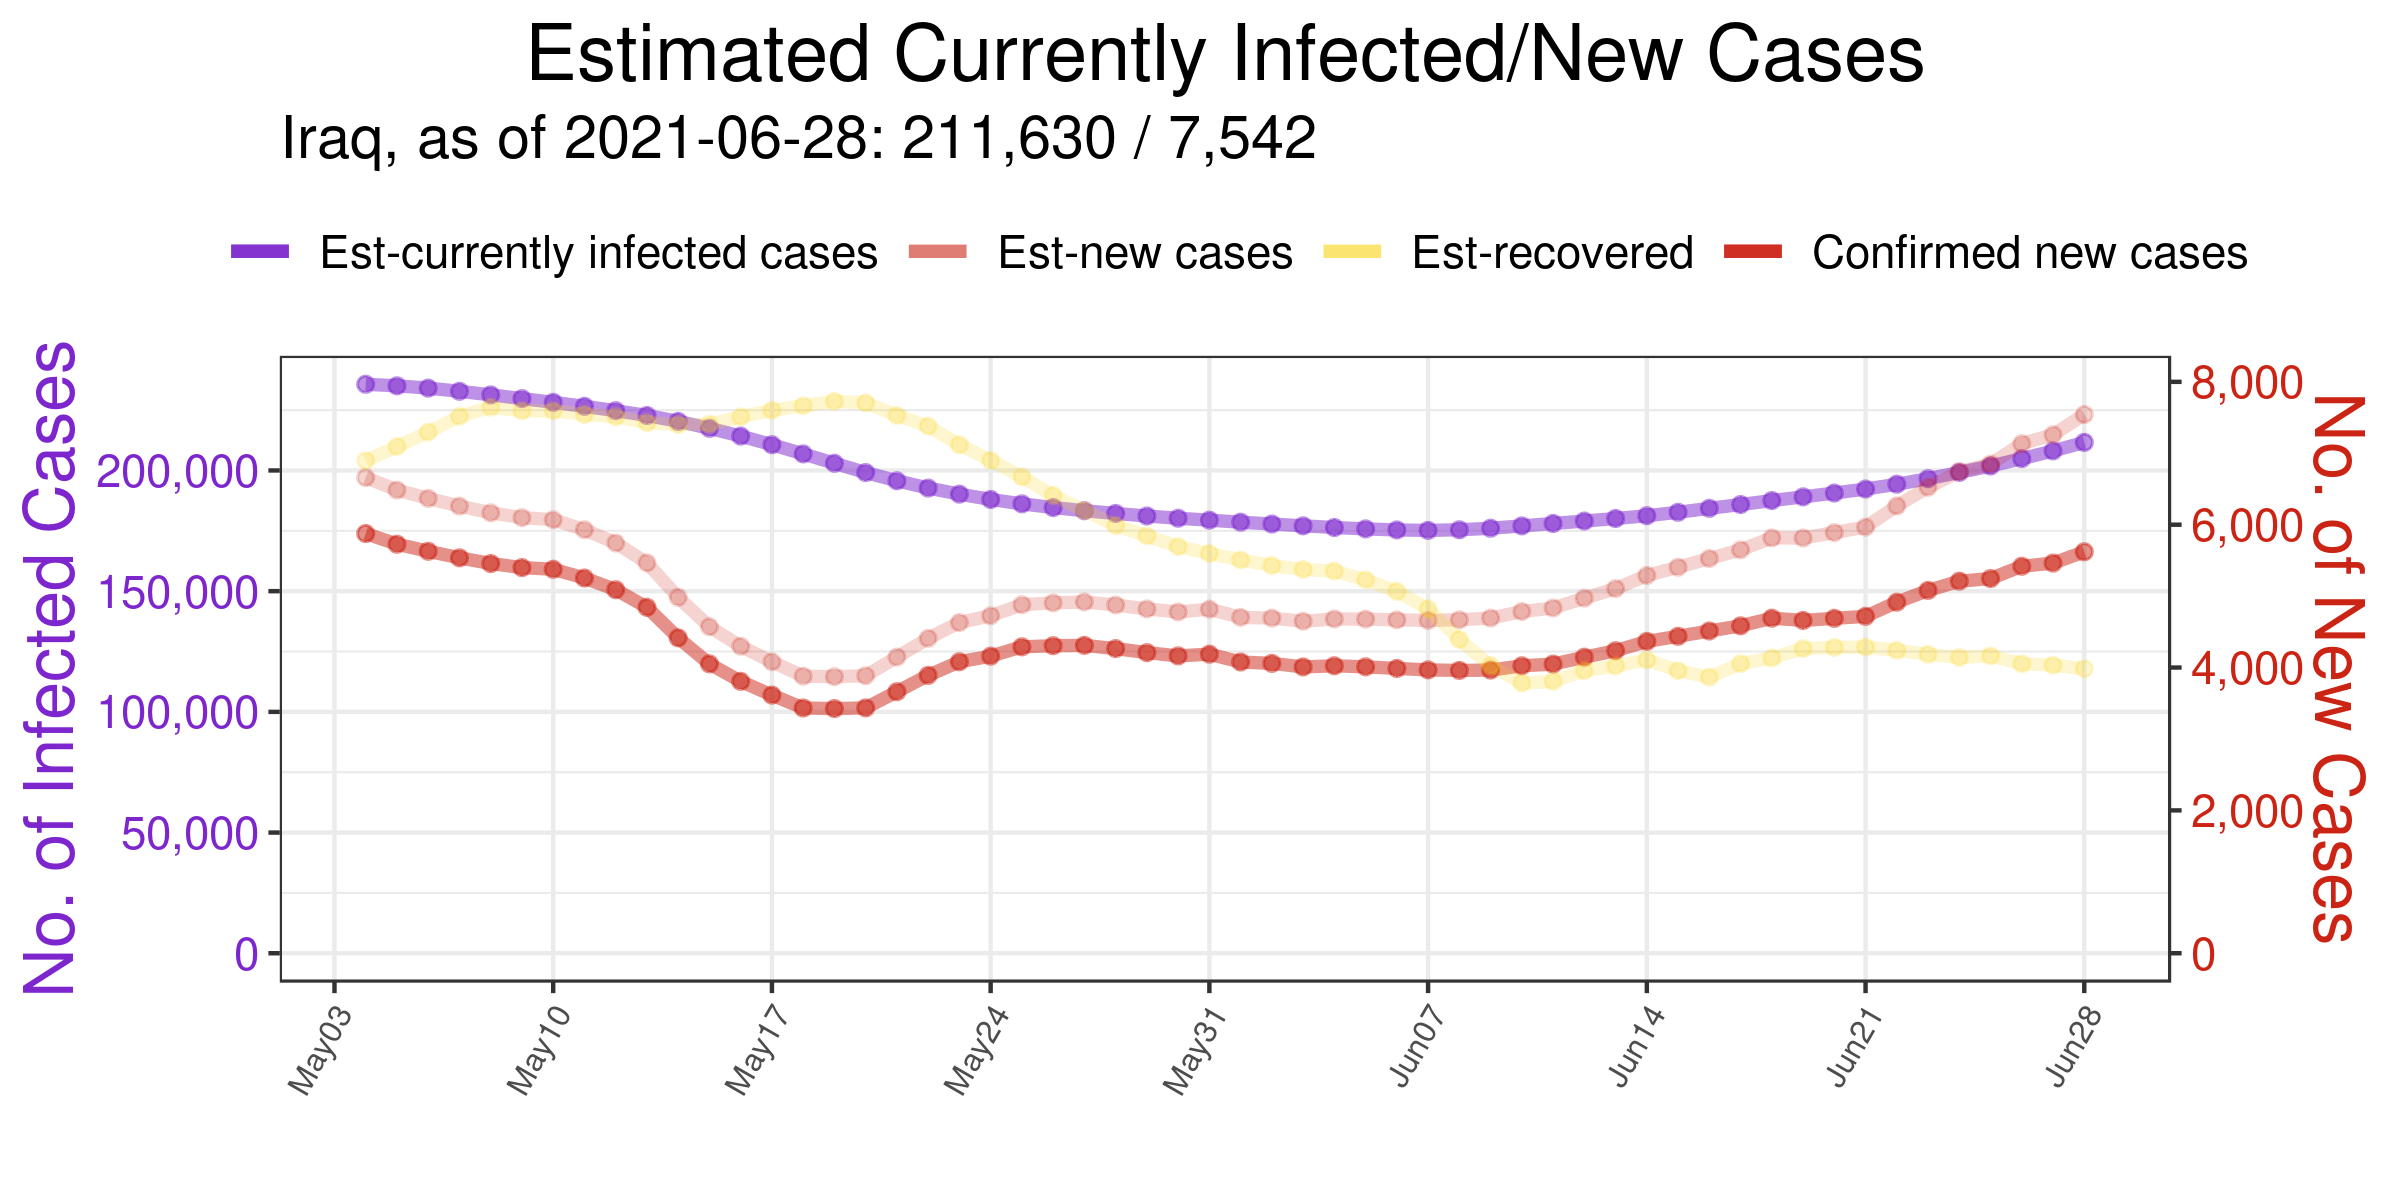 Estimated Currently Infected/New Cases
Iraq, as of 2021-06-28: 211,630 / 7,542
Est-currently infected cases Est-new cases Est-recovered Confirmed new cases
No. of Infected Cases
200,000
150,000
100,000
50,000
0
8,000
6,000
4,000
2,000
0
No. of New Cases
May03 May10 May17 May24 May31 Jun07 Jun14 Jun21 Jun28